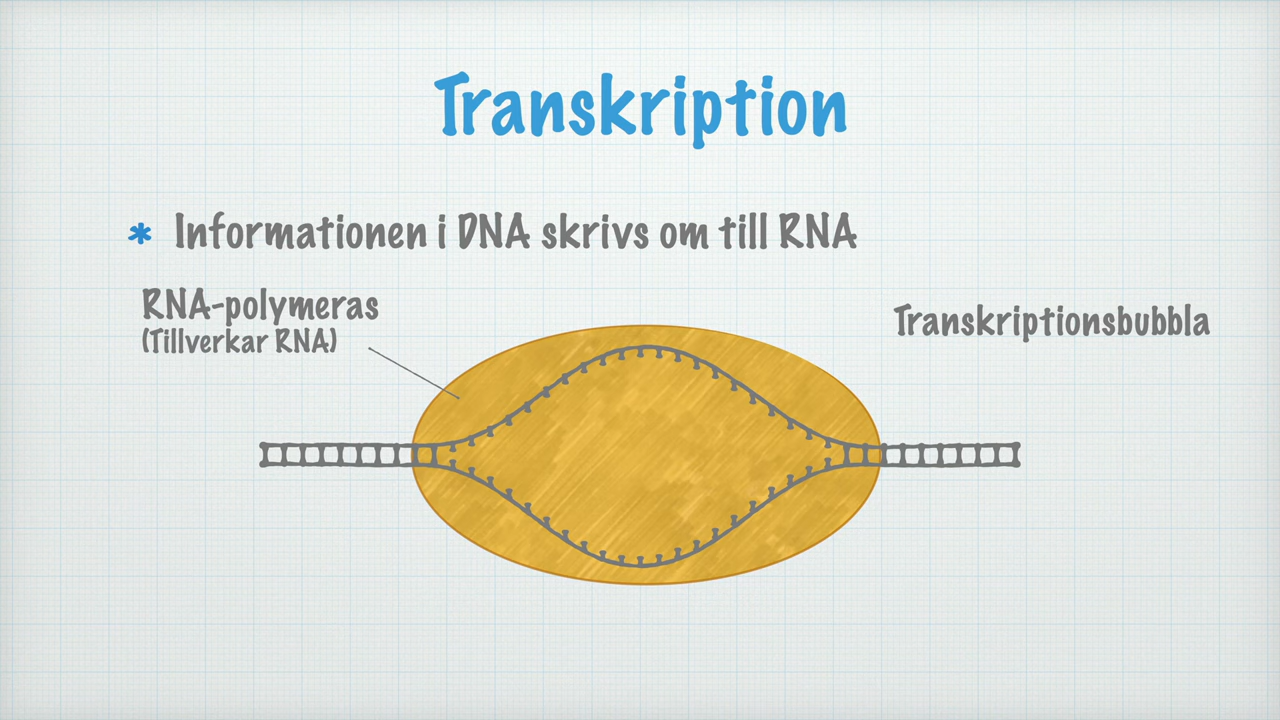 Transkription
* Informationen i DNA skrivs om till RNA
RNA-polymeras
(Tillverkar RNA)
Transkriptionsbubbla